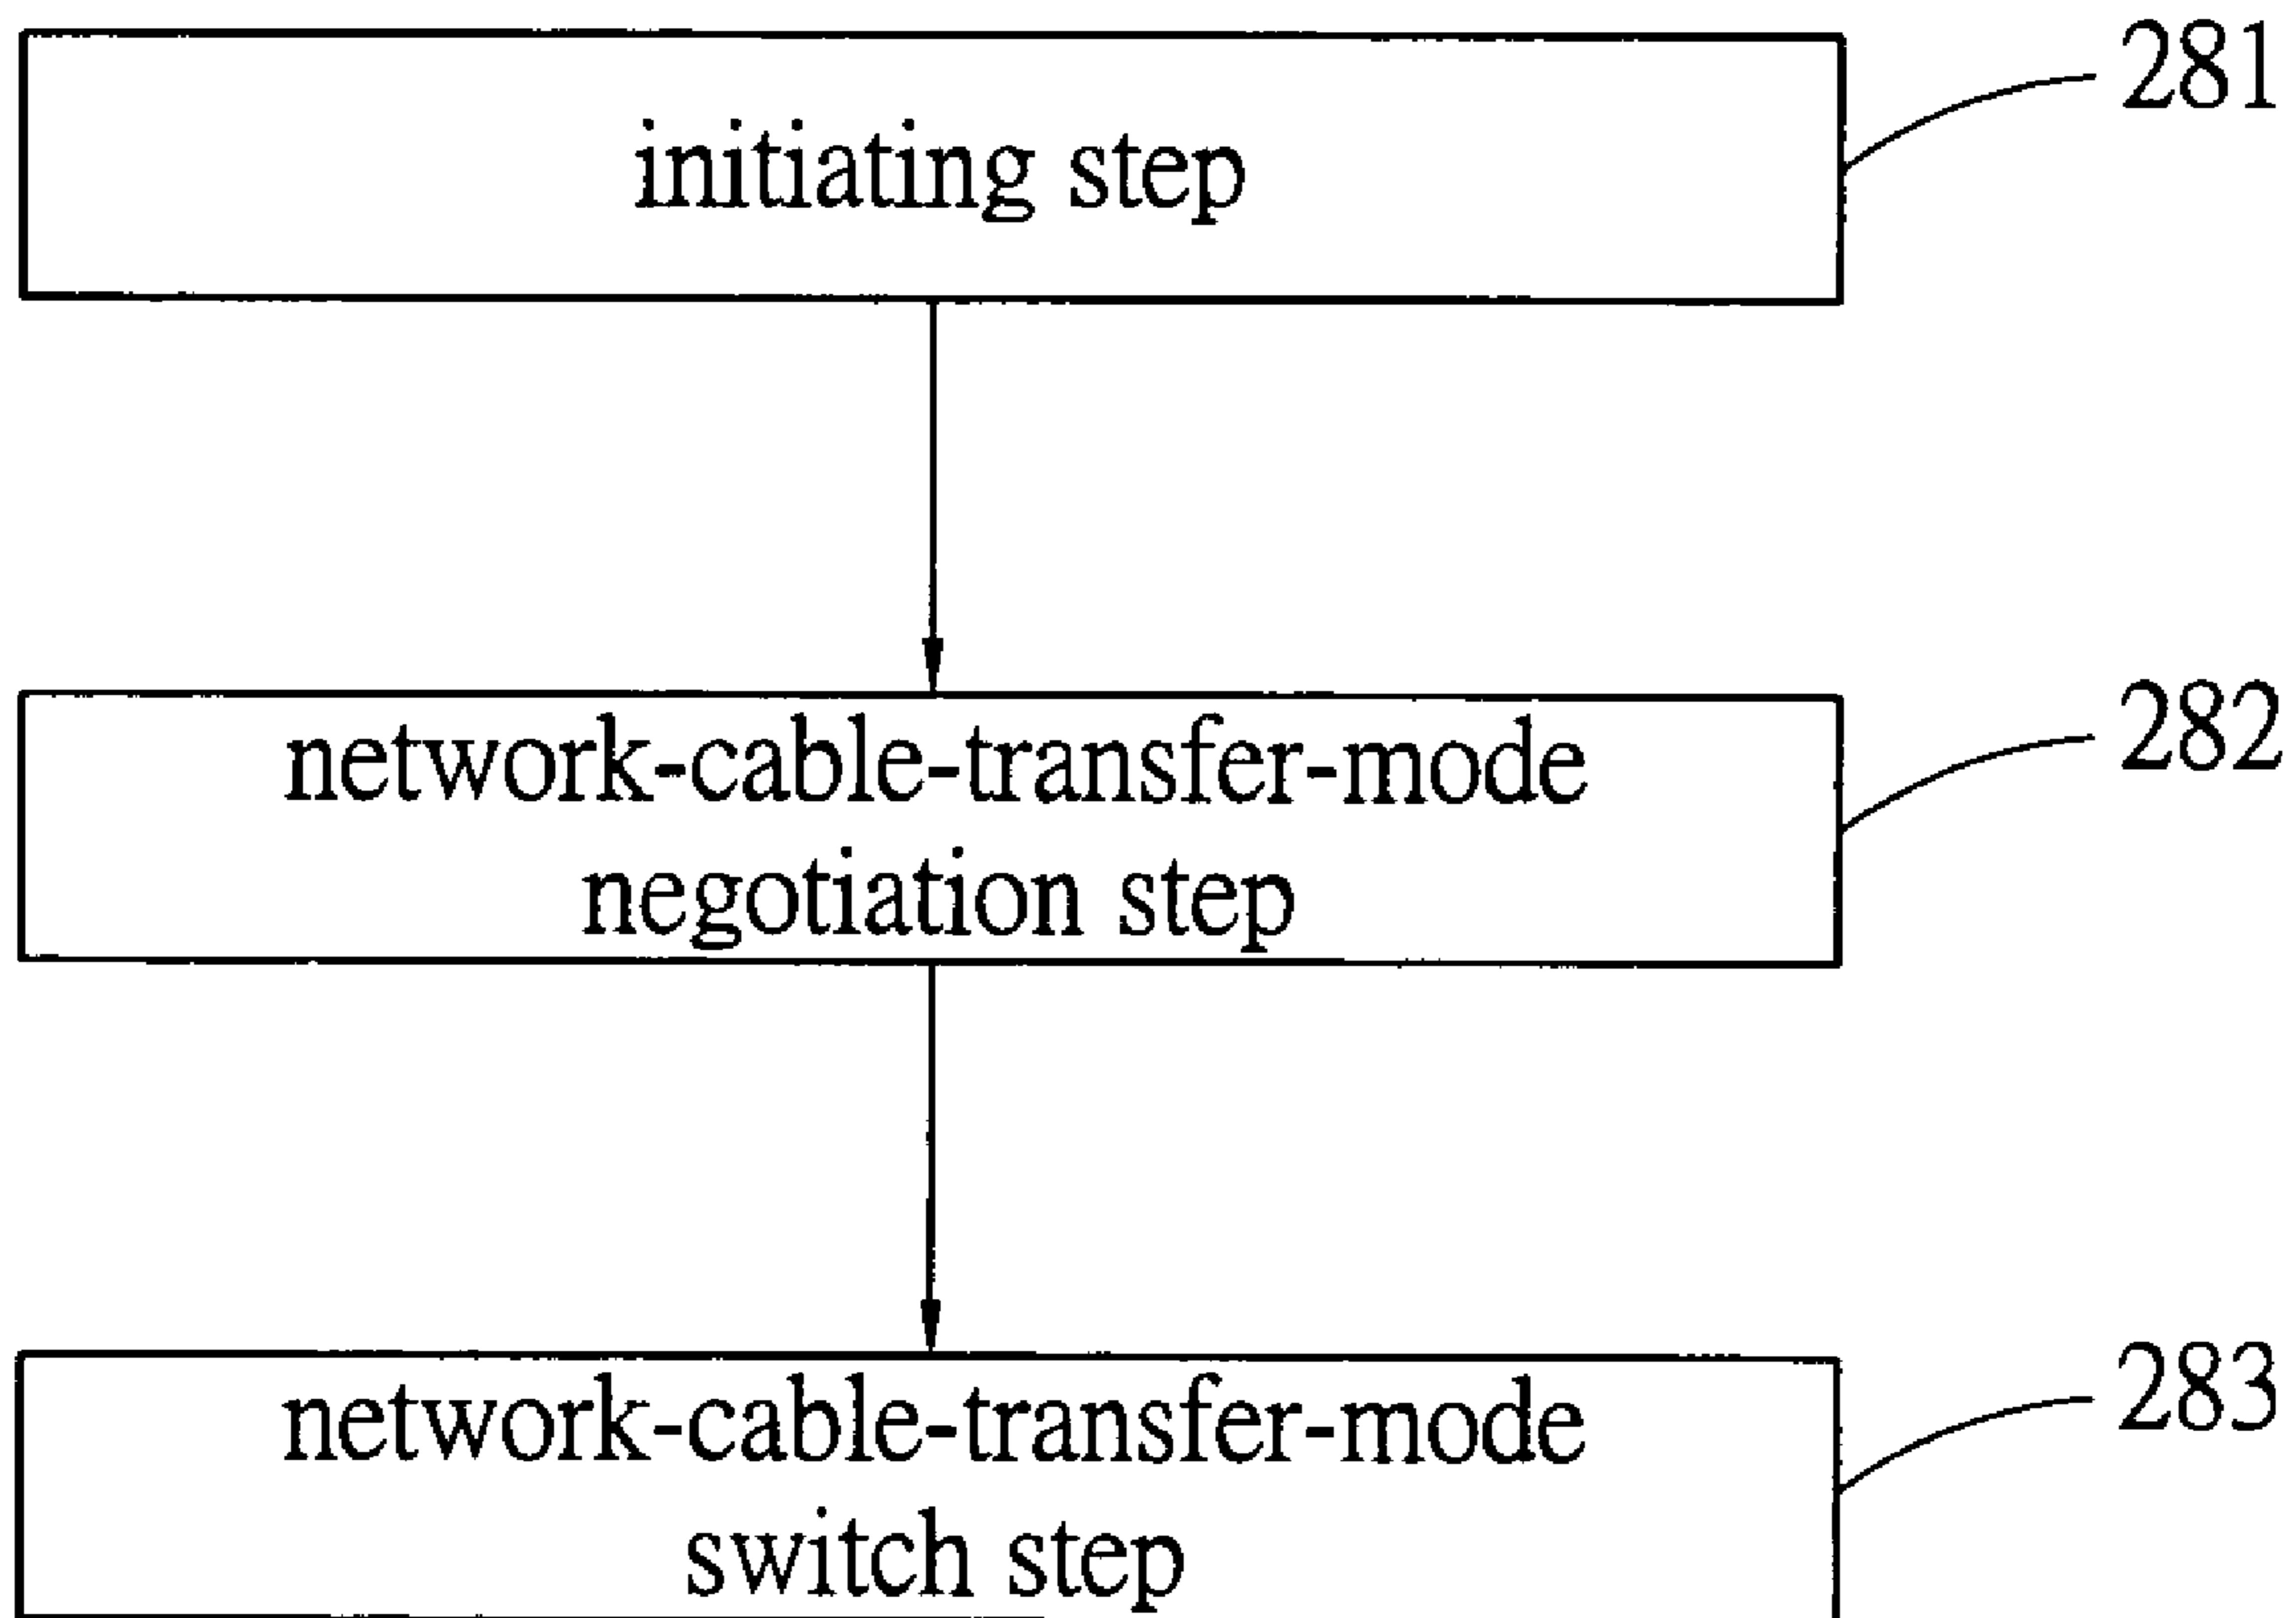 initiating step
281
network-cable-transfer-mode
negotiation step
282
network-cable-transfer-mode
switch step
283